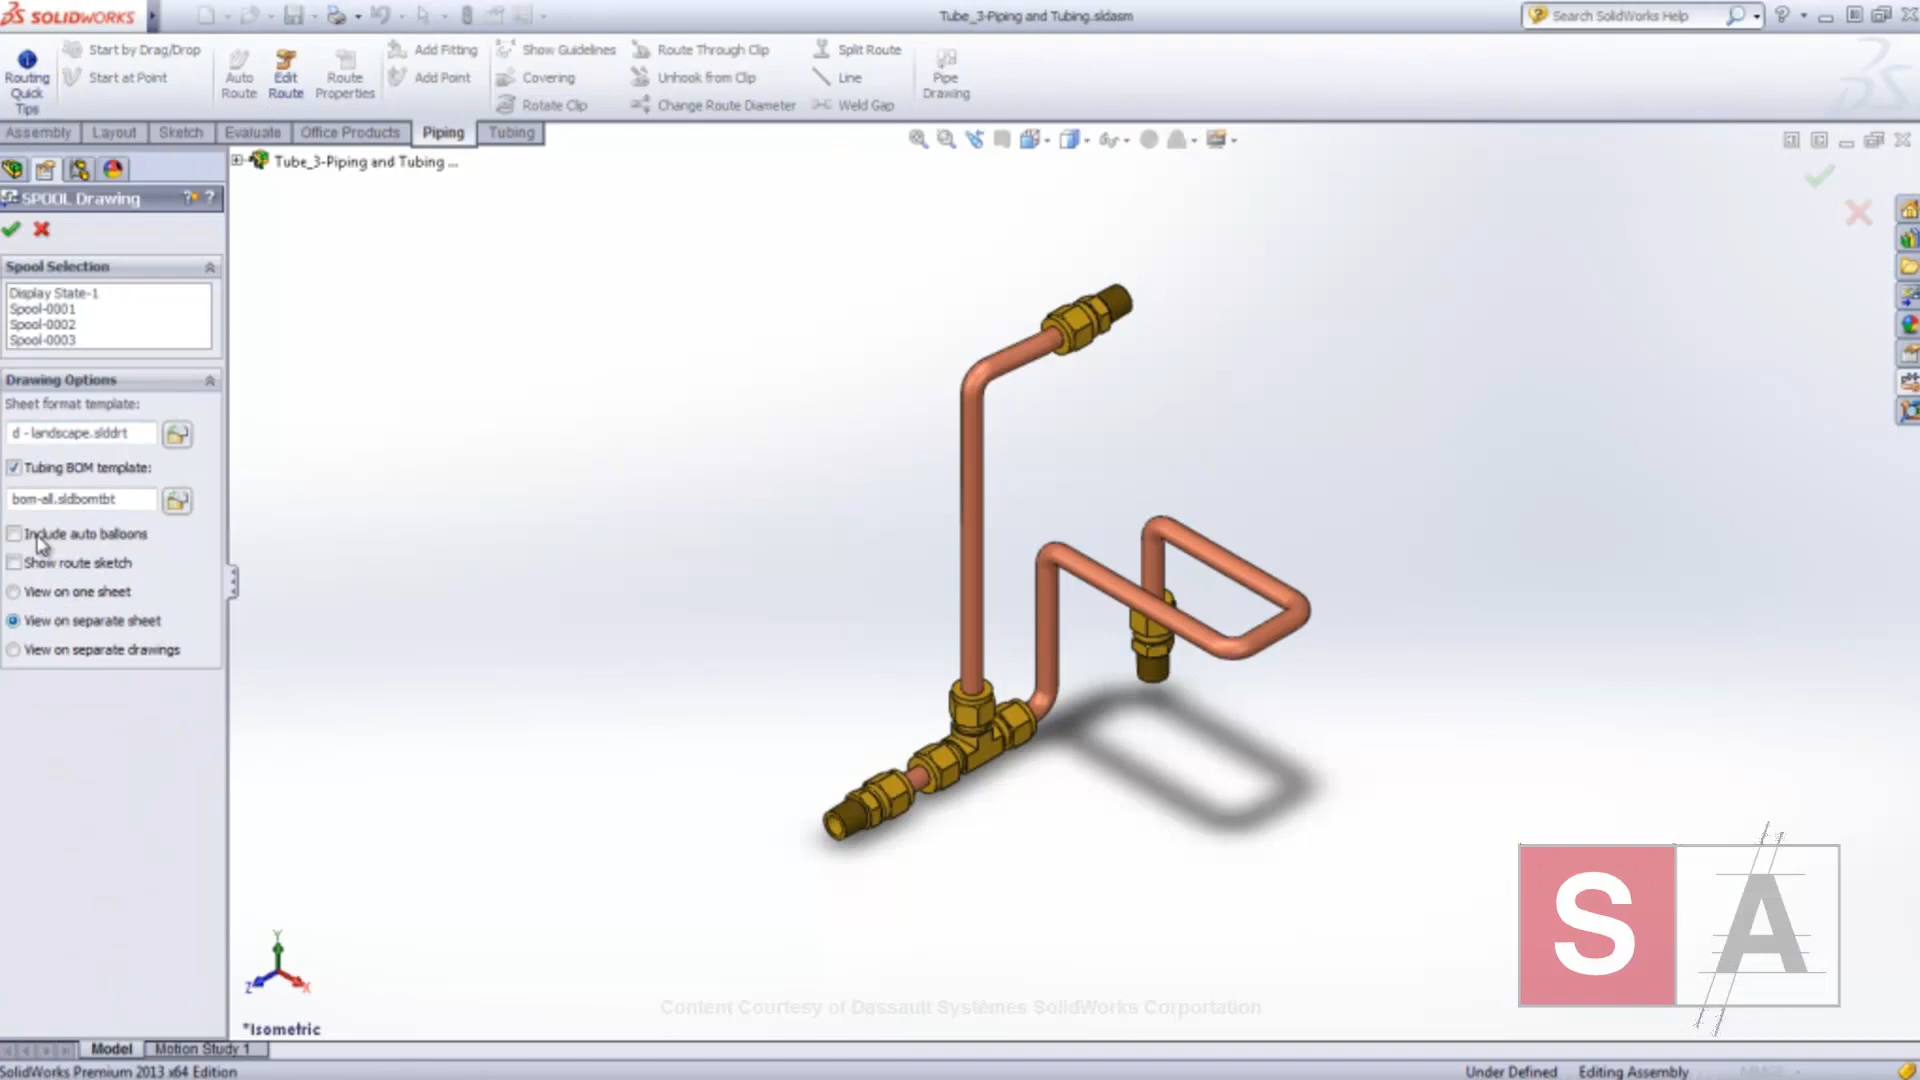 SOLIDWORKS
Tube_3-Piping and Tubing.sldasm
Search SolidWorks Help
Routing Quick Tips
Start by Drag/Drop
Start at Point
Auto Route
Edit Route
Route Properties
Add Fitting
Add Point
Show Guidelines
Covering
Rotate Clip
Route Through Clip
Unhook from Clip
Change Route Diameter
Split Route
Line
Weld Gap
Pipe Drawing
Assembly
Layout
Sketch
Evaluate
Office Products
Piping
Tubing
Tube_3-Piping and Tubing ...
SPOOL Drawing
Spool Selection
Display State-1
Spool-0001
Spool-0002
Spool-0003
Drawing Options
Sheet format template:
d - landscape.slddrt
Tubing BOM template:
bom-all.sldbomtbt
Include auto balloons
Show route sketch
View on one sheet
View on separate sheet
View on separate drawings
Y
Z
X
*Isometric
SA
Content Courtesy of Dassault Systèmes SolidWorks Corportation
Model
Motion Study 1
SolidWorks Premium 2013 x64 Edition
Under Defined
Editing Assembly